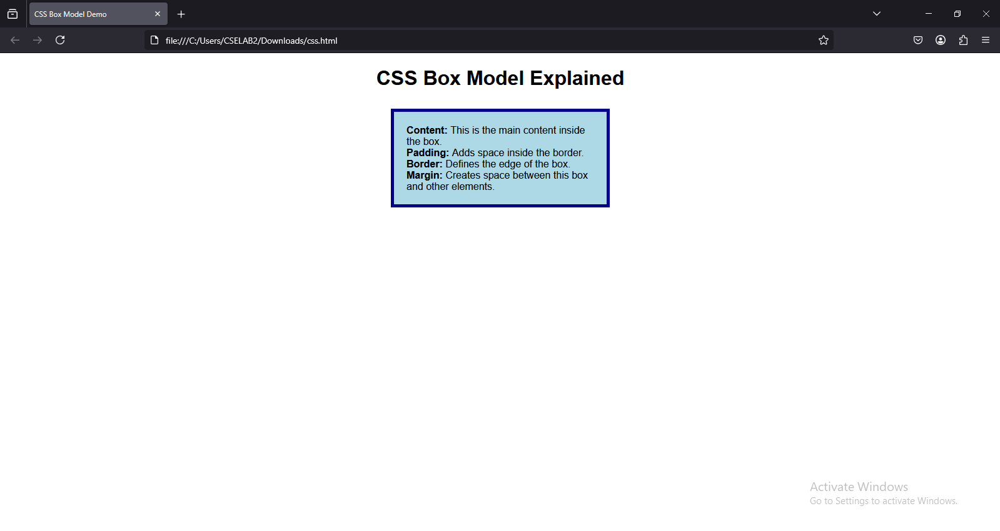 CSS Box Model Demo
file:///C:/Users/CSELAB2/Downloads/css.html
CSS Box Model Explained
Content: This is the main content inside
the box.
Padding: Adds space inside the border.
Border: Defines the edge of the box.
Margin: Creates space between this box
and other elements.
Activate Windows
Go to Settings to activate Windows.